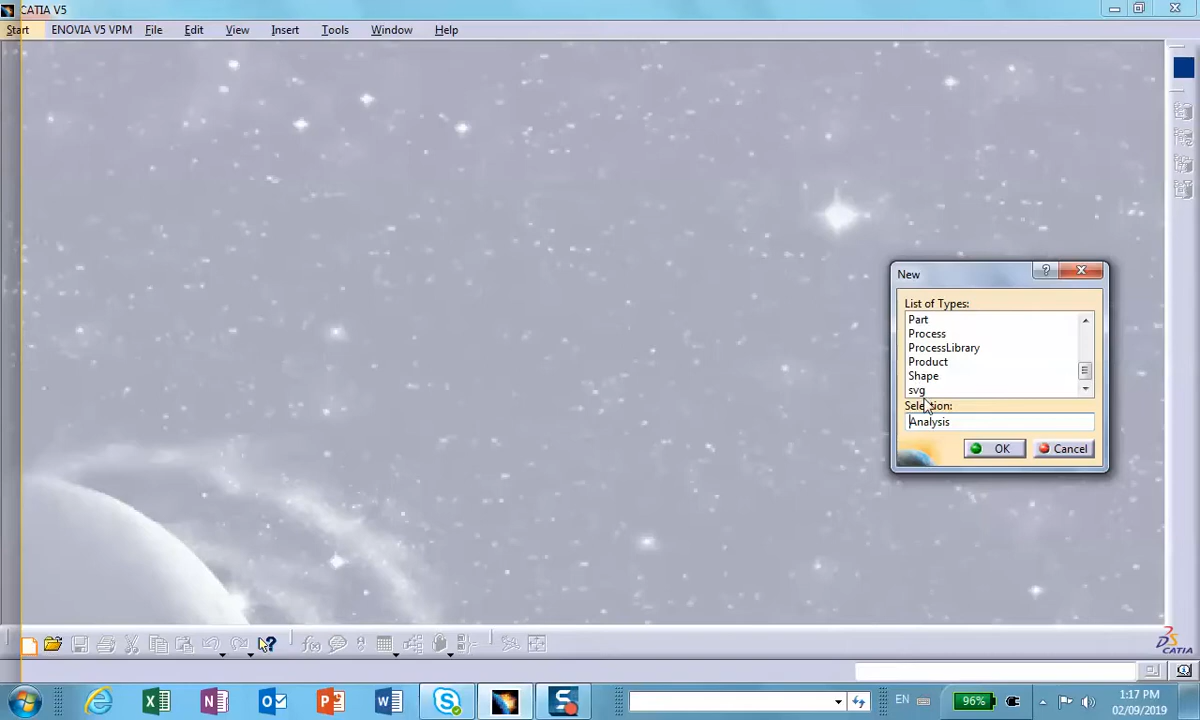 CATIA V5
Start ENOVIA V5 VPM File Edit View Insert Tools Window Help
New
List of Types:
Part
Process
ProcessLibrary
Product
Shape
svg
Selection:
Analysis
OK Cancel
CATIA
EN 96% 1:17 PM
02/09/2019